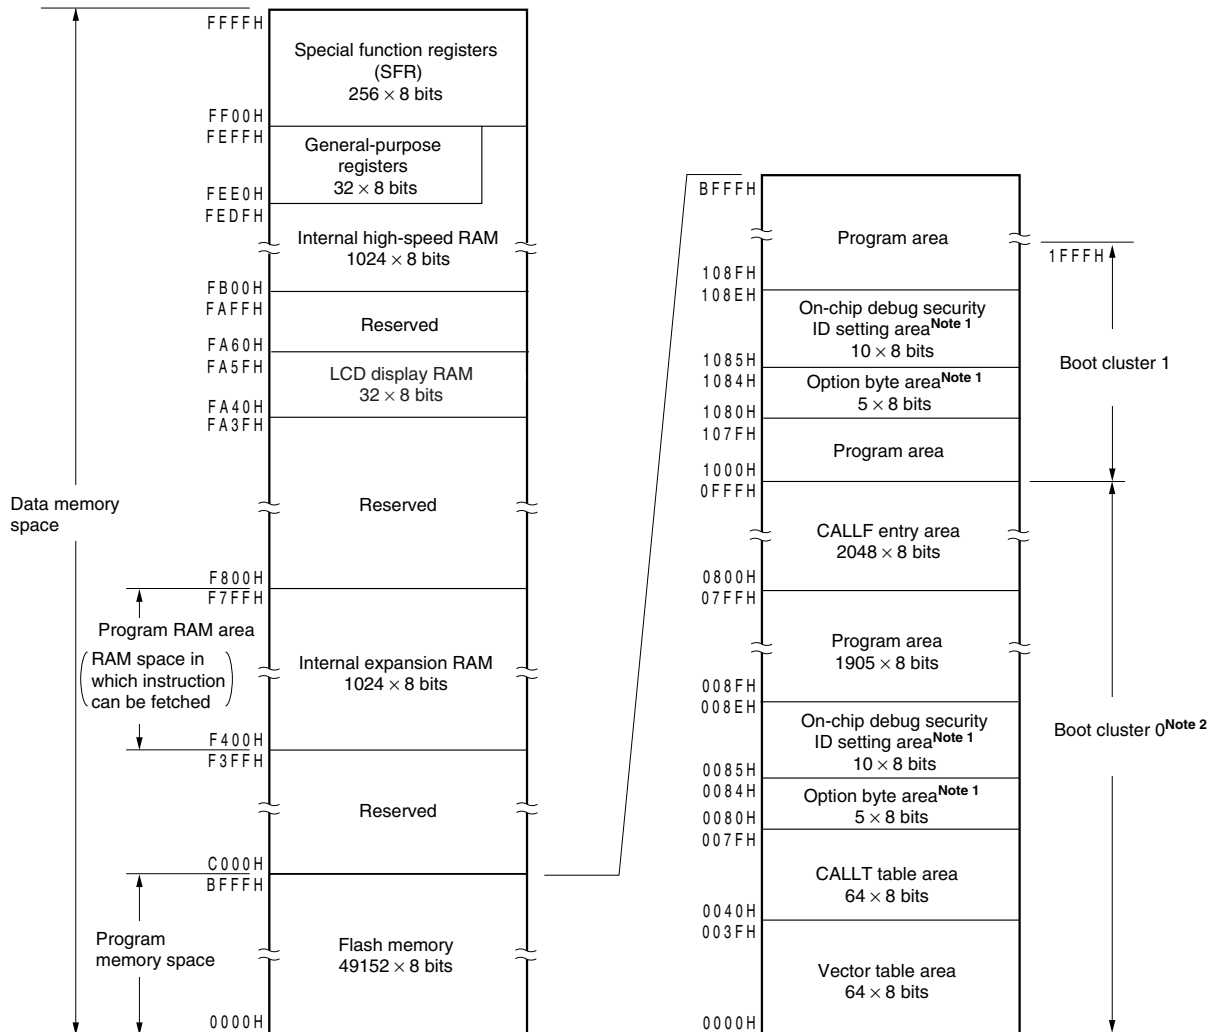 FFFFH
Special function registers
(SFR)
256 × 8 bits
FF00H
FEFFH
General-purpose
registers
32 × 8 bits
FEE0H
FEDFH
Internal high-speed RAM
1024 × 8 bits
FB00H
FAFFH
Reserved
FA60H
FA5FH
LCD display RAM
32 × 8 bits
FA40H
FA3FH
Data memory
space
Reserved
F800H
F7FFH
Program RAM area
RAM space in
which instruction
can be fetched
Internal expansion RAM
1024 × 8 bits
F400H
F3FFH
Reserved
C000H
BFFFH
Program
memory space
Flash memory
49152 × 8 bits
0000H
BFFFH
Program area
1FFFH
108FH
108EH
On-chip debug security
ID setting area Note 1
10 × 8 bits
Boot cluster 1
1085H
1084H
Option byte area Note 1
5 × 8 bits
1080H
107FH
Program area
1000H
0FFFH
CALLF entry area
2048 × 8 bits
0800H
07FFH
Program area
1905 × 8 bits
008FH
008EH
On-chip debug security
ID setting area Note 1
10 × 8 bits
Boot cluster 0 Note 2
0085H
0084H
Option byte area Note 1
5 × 8 bits
0080H
007FH
CALLT table area
64 × 8 bits
0040H
003FH
Vector table area
64 × 8 bits
0000H